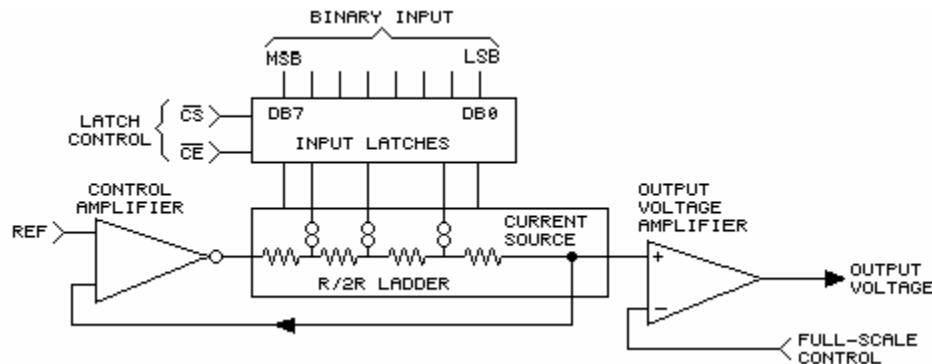 BINARY INPUT
MSB
LSB
LATCH
CONTROL
CS
CE
DB7
DB0
INPUT LATCHES
CONTROL
AMPLIFIER
REF
CURRENT
SOURCE
R/2R LADDER
OUTPUT
VOLTAGE
AMPLIFIER
+
−
OUTPUT
VOLTAGE
FULL-SCALE
CONTROL